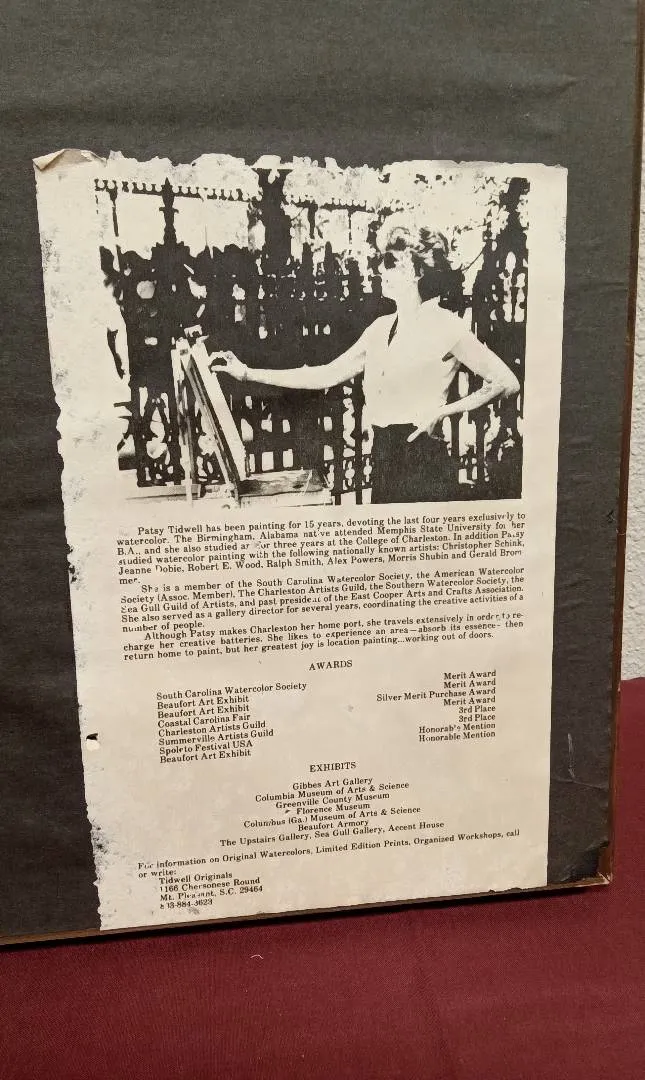 Patsy Tidwell has been painting for 15 years, devoting the last four years exclusively to
watercolor. The Birmingham, Alabama native attended Memphis State University for her
B.A., and she also studied for three years at the College of Charleston. In addition Patsy
studied watercolor painting with the following nationally known artists: Christopher Schink,
Jeanne Dobie, Robert E. Wood, Ralph Smith, Alex Powers, Morris Shubin and Gerald Brom
mer.
She is a member of the South Carolina Watercolor Society, the American Watercolor
Society (Assoc. Member), The Charleston Artists Guild, the Southern Watercolor Society, the
Sea Gull Guild of Artists, and past president of the East Cooper Arts and Crafts Association.
She also served as a gallery director for several years, coordinating the creative activities of a
number of people.
Although Patsy makes Charleston her home port, she travels extensively in order to re-
charge her creative batteries. She likes to experience an area—absorb its essence— then
return home to paint, but her greatest joy is location painting...working out of doors.
AWARDS
South Carolina Watercolor Society Merit Award
Beaufort Art Exhibit Merit Award
Beaufort Art Exhibit Silver Merit Purchase Award
Coastal Carolina Fair Merit Award
Charleston Artists Guild 3rd Place
Summerville Artists Guild 3rd Place
Spoleto Festival USA Honorable Mention
Beaufort Art Exhibit Honorable Mention
EXHIBITS
Gibbes Art Gallery
Columbia Museum of Arts & Science
Greenville County Museum
Florence Museum
Columbus (Ga.) Museum of Arts & Science
Beaufort Armory
The Upstairs Gallery, Sea Gull Gallery, Accent House
For information on Original Watercolors, Limited Edition Prints, Organized Workshops, call
or write:
Tidwell Originals
1166 Chersonese Round
Mt. Pleasant, S.C. 29464
803-884-3623